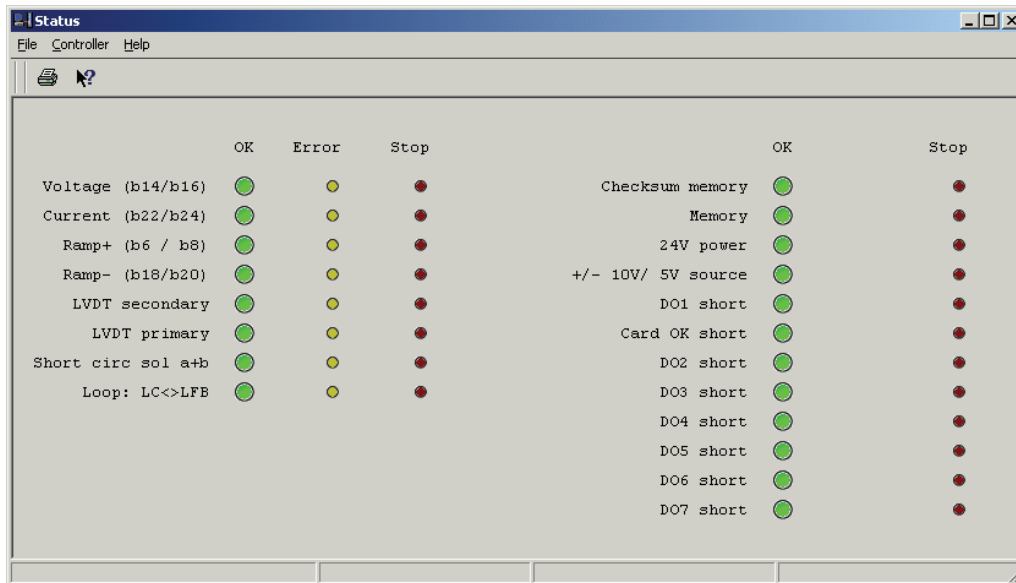 Status
File Controller Help
OK Error Stop
Voltage (b14/b16)
Current (b22/b24)
Ramp+ (b6 / b8)
Ramp- (b18/b20)
LVDT secondary
LVDT primary
Short circ sol a+b
Loop: LC<>LFB
OK Stop
Checksum memory
Memory
24V power
+/- 10V/ 5V source
DO1 short
Card OK short
DO2 short
DO3 short
DO4 short
DO5 short
DO6 short
DO7 short